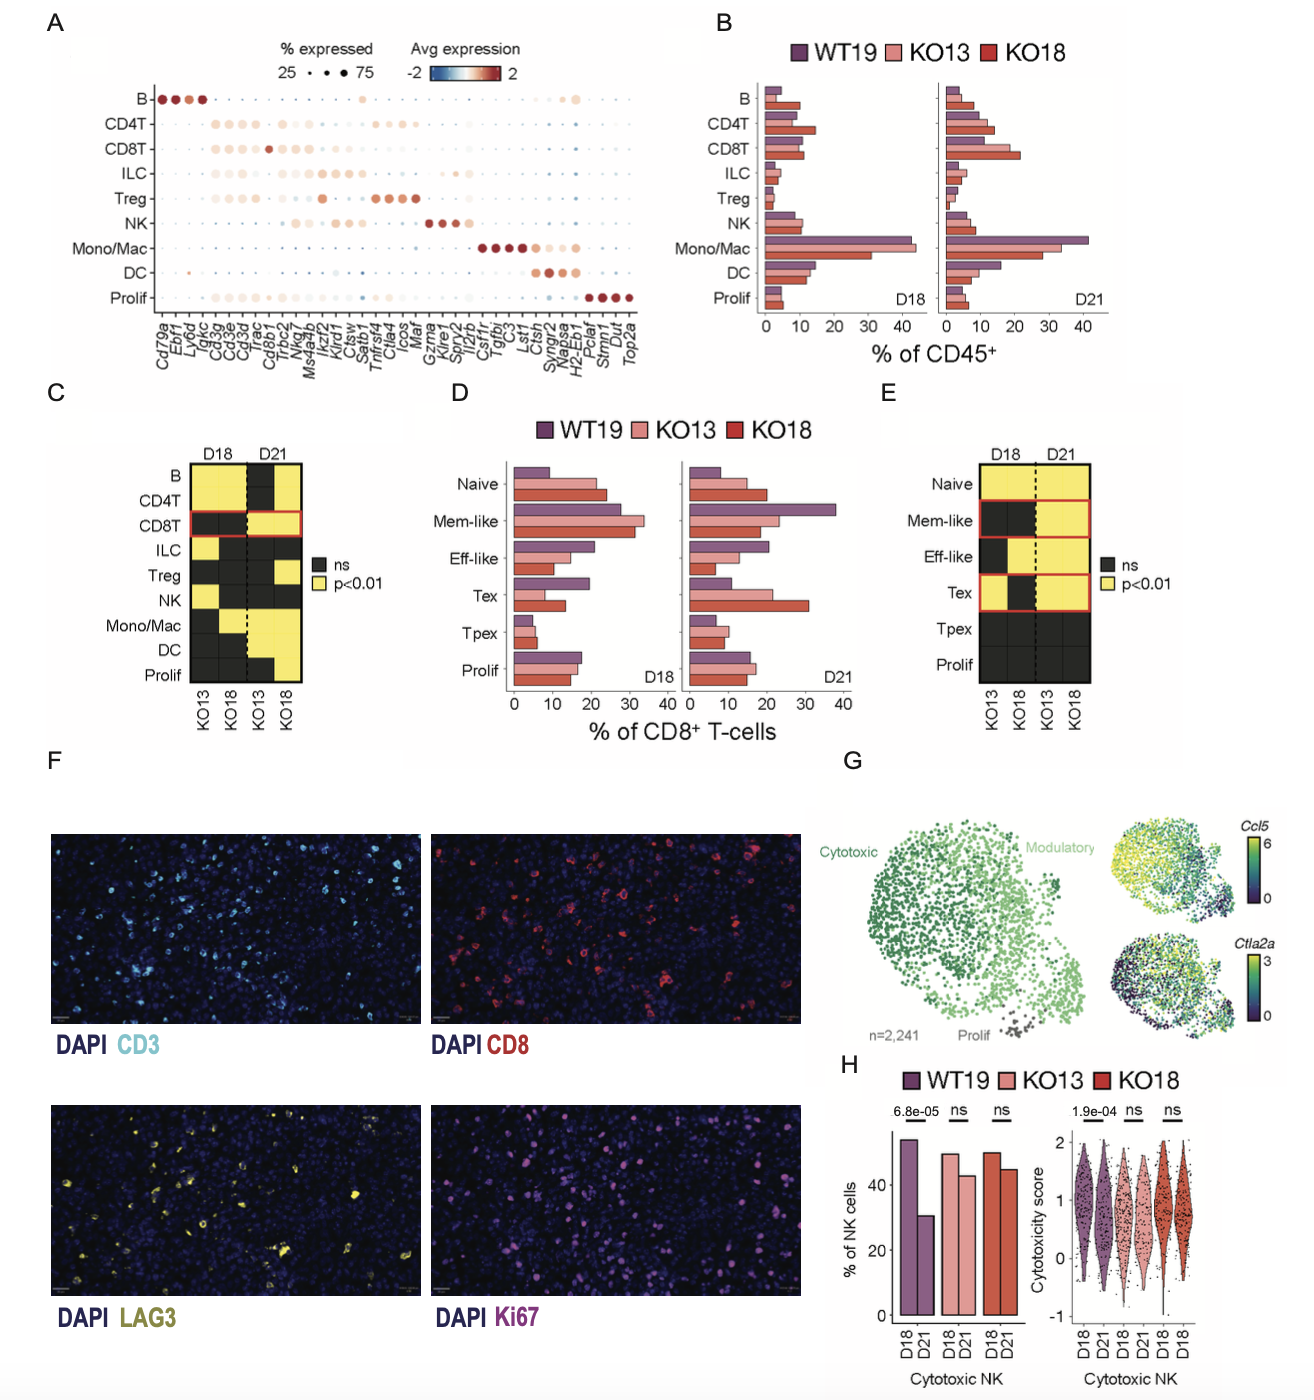 A
% expressed
25 75
Avg expression
-2 2
B
CD4T
CD8T
ILC
Treg
NK
Mono/Mac
DC
Prolif
Cd79a
Ebf1
Ly6d
Igkc
Cd3g
Cd3e
Cd3d
Trac
Cd8b1
Trbc2
Nkg7
Ms4a4b
Ikzf2
Klrd1
Ctsw
Satb1
Tnfrsf4
Ctla4
Icos
Maf
Gzma
Klre1
Spry2
Il2rb
Csf1r
Tgfbi
C3
Lst1
Ctsh
Syngr2
Napsa
H2-Eb1
Pclaf
Stmn1
Dut
Top2a
B
WT19 KO13 KO18
B
CD4T
CD8T
ILC
Treg
NK
Mono/Mac
DC
Prolif
D18 D21
0 10 20 30 40 0 10 20 30 40
% of CD45+
C
D18 D21
B
CD4T
CD8T
ILC
Treg
NK
Mono/Mac
DC
Prolif
KO13 KO18 KO13 KO18
ns
p<0.01
D
WT19 KO13 KO18
Naive
Mem-like
Eff-like
Tex
Tpex
Prolif
D18 D21
0 10 20 30 40 0 10 20 30 40
% of CD8+ T-cells
E
D18 D21
Naive
Mem-like
Eff-like
Tex
Tpex
Prolif
KO13 KO18 KO13 KO18
ns
p<0.01
F
DAPI CD3
DAPI CD8
DAPI LAG3
DAPI Ki67
G
Cytotoxic
Modulatory
n=2,241
Prolif
Ccl5
6
0
Ctla2a
3
0
H
WT19 KO13 KO18
6.8e-05 ns ns
% of NK cells
40
20
0
D18 D21 D18 D21 D18 D21
Cytotoxic NK
1.9e-04 ns ns
Cytotoxicity score
2
1
0
-1
D18 D21 D18 D21 D18 D18
Cytotoxic NK